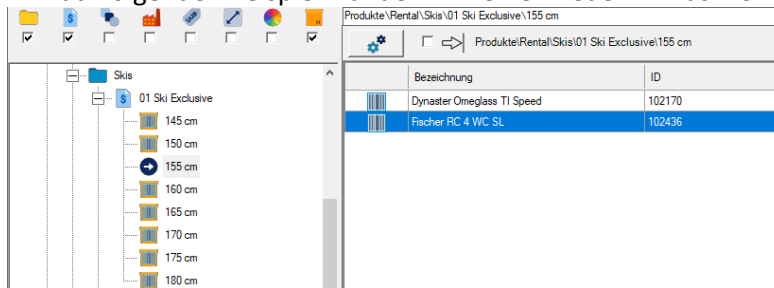 Produkte\Rental\Skis\01 Ski Exclusive\155 cm
Produkte\Rental\Skis\01 Ski Exclusive\155 cm
Skis
01 Ski Exclusive
145 cm
150 cm
155 cm
160 cm
165 cm
170 cm
175 cm
180 cm
Bezeichnung ID
Dynaster Omeglass TI Speed 102170
Fischer RC 4 WC SL 102436